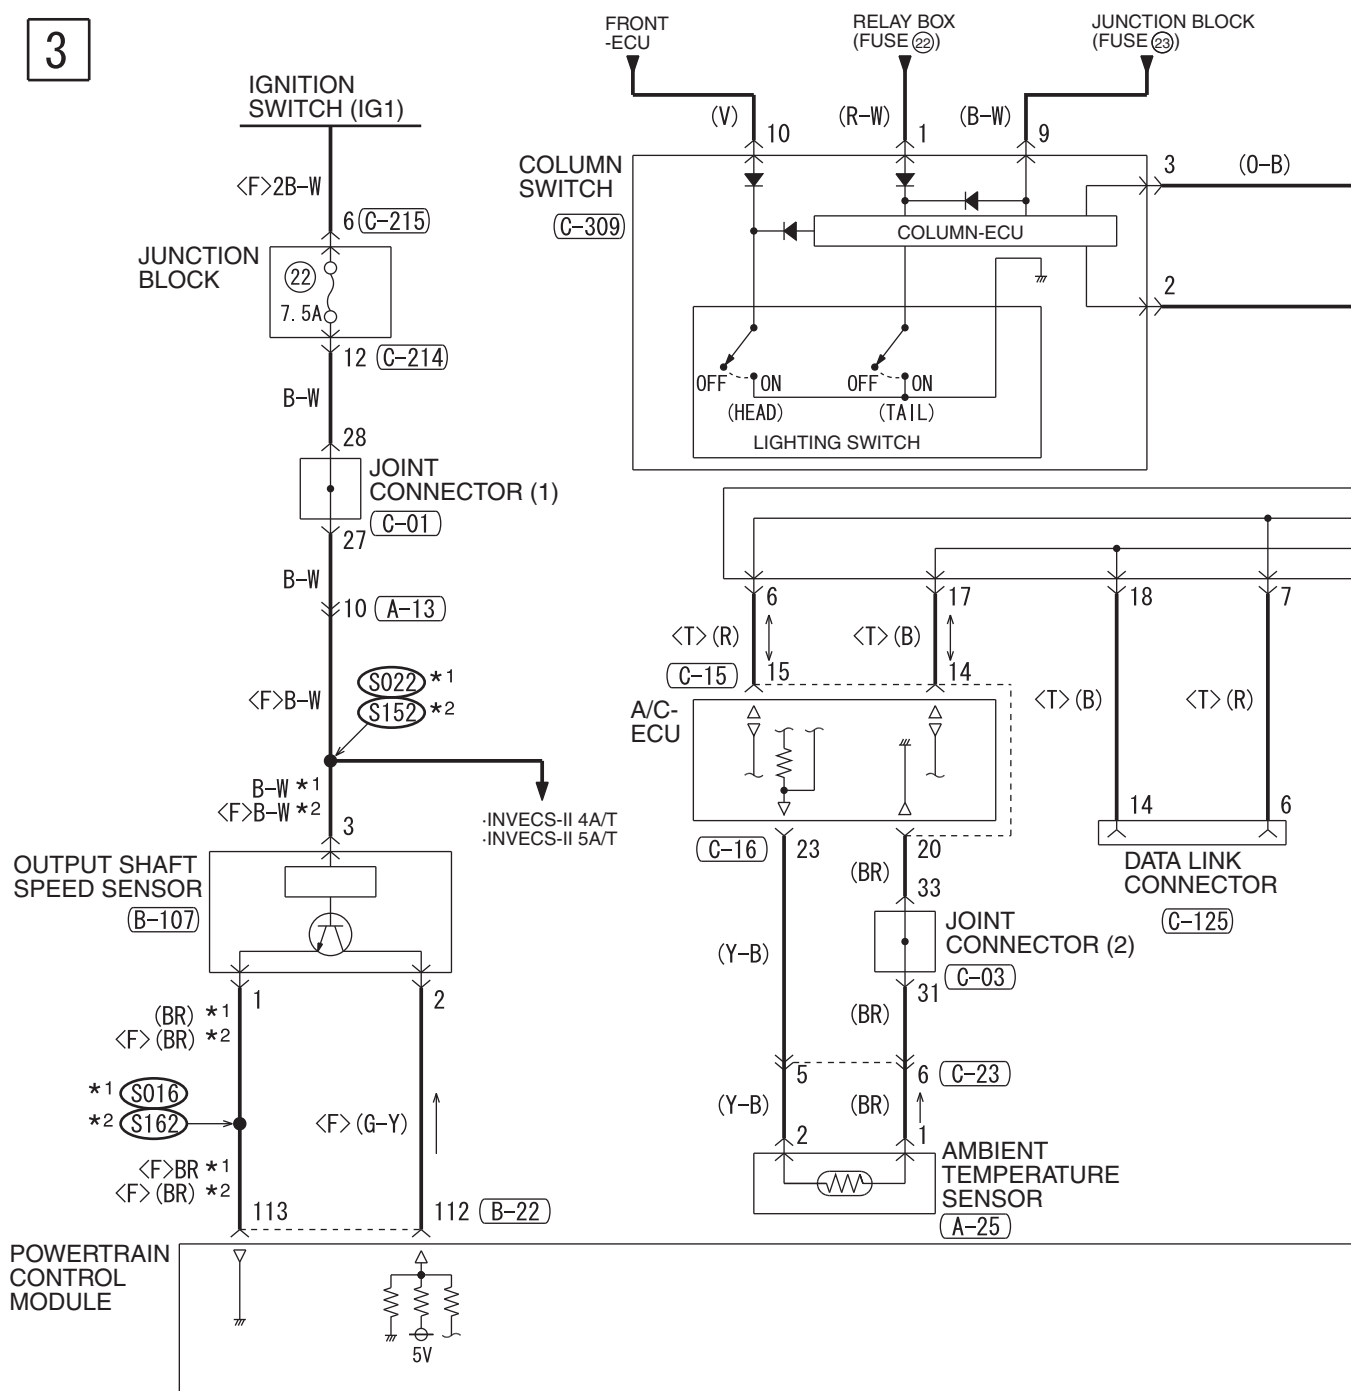 3
FRONT
-ECU
RELAY BOX
(FUSE ㉒)
JUNCTION BLOCK
(FUSE ㉓)
IGNITION
SWITCH (IG1)
(V)
10
(R-W)
1
(B-W)
9
COLUMN
SWITCH
C-309
3
(O-B)
<F>2B-W
6
C-215
COLUMN-ECU
JUNCTION
BLOCK
㉒
7.5A
2
12
C-214
OFF
ON
(HEAD)
OFF
ON
(TAIL)
LIGHTING SWITCH
B-W
28
JOINT
CONNECTOR (1)
C-01
27
B-W
10
A-13
6
17
18
7
<T>(R)
<T>(B)
C-15
15
14
S022 *1
S152 *2
<F>B-W
A/C-
ECU
<T>(B)
<T>(R)
B-W *1
<F>B-W *2
3
·INVECS-II 4A/T
·INVECS-II 5A/T
14
6
C-16
23
20
DATA LINK
CONNECTOR
C-125
OUTPUT SHAFT
SPEED SENSOR
B-107
(BR)
33
JOINT
CONNECTOR (2)
C-03
(Y-B)
31
1
2
(BR) *1
<F>(BR) *2
(BR)
5
6
C-23
*1 S016
*2 S162
<F>(G-Y)
(Y-B)
(BR)
2
1
AMBIENT
TEMPERATURE
SENSOR
A-25
<F>BR *1
<F>(BR) *2
113
112
B-22
POWERTRAIN
CONTROL
MODULE
5V